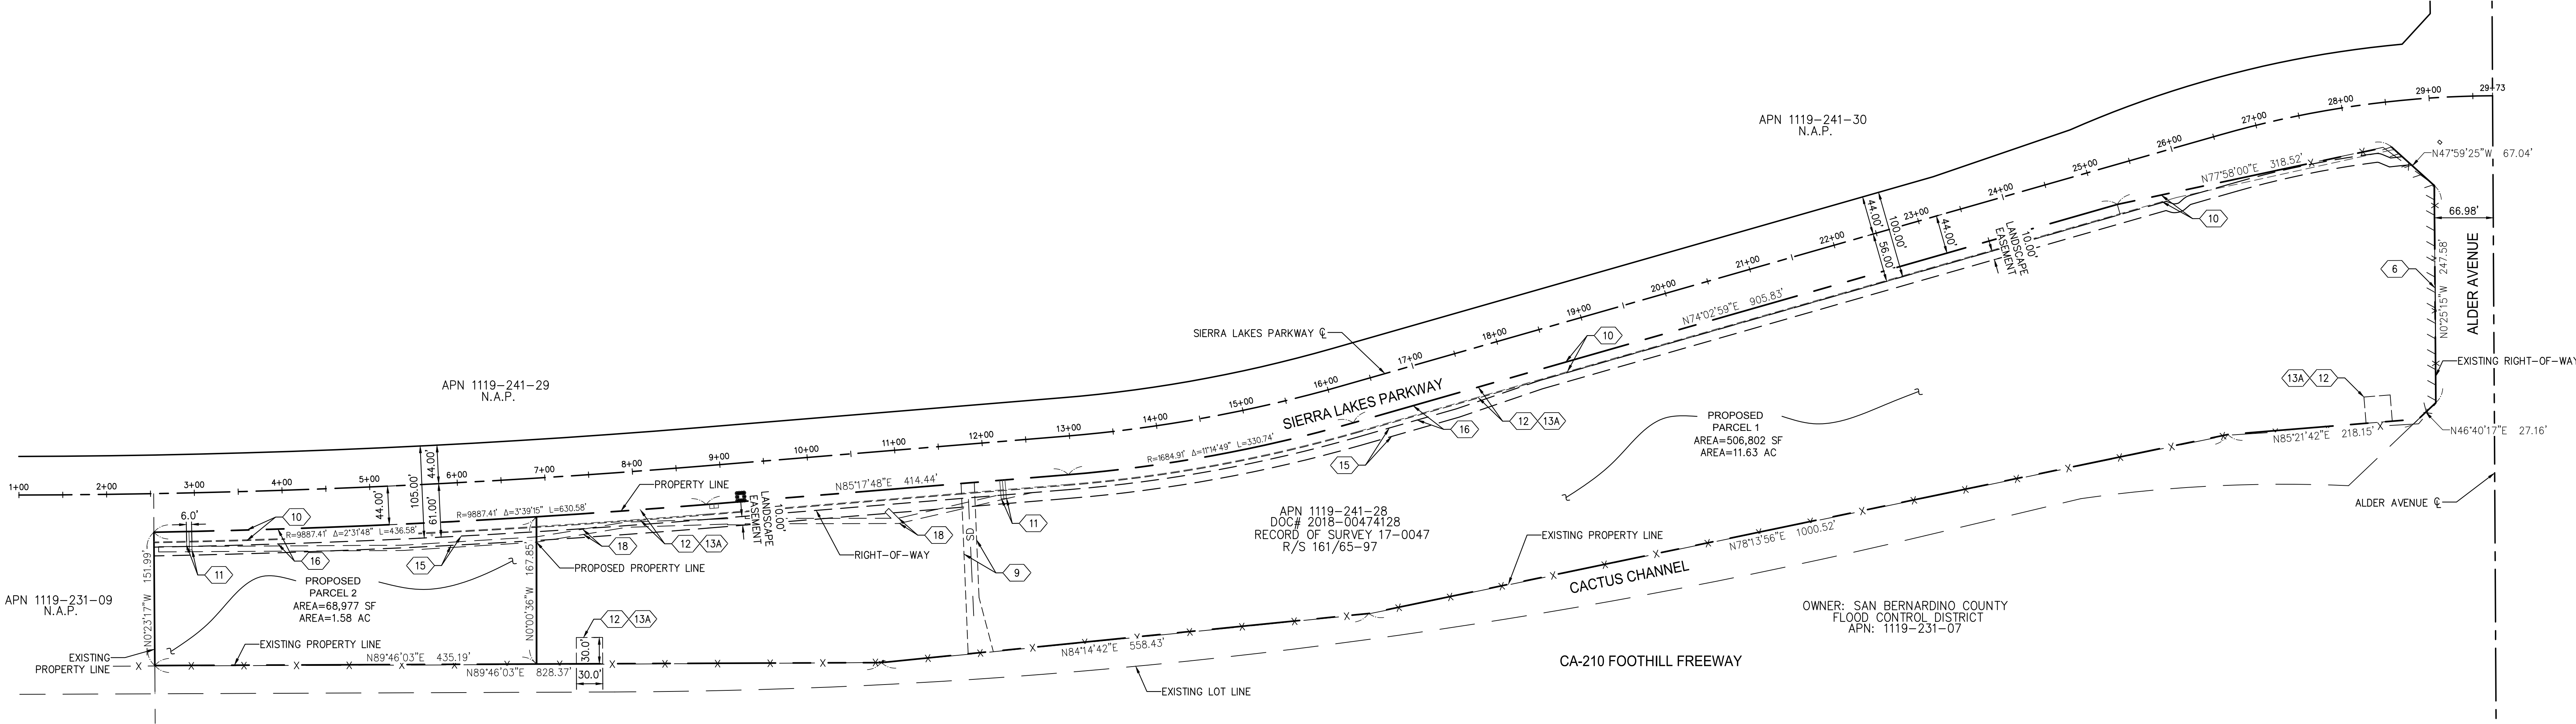 APN 1119-241-30
N.A.P.
1+00
2+00
3+00
4+00
5+00
6+00
7+00
8+00
9+00
10+00
11+00
12+00
13+00
14+00
15+00
16+00
17+00
18+00
19+00
20+00
21+00
22+00
23+00
24+00
25+00
26+00
27+00
28+00
29+00
29+73
N47°59'25"W 67.04'
N77°58'00"E 318.52'
10
66.98'
ALDER AVENUE
N0°25'15"W 247.58'
6
EXISTING RIGHT-OF-WAY
13A
12
N46°40'17"E 27.16'
N85°21'42"E 218.15'
ALDER AVENUE ℄
44.00'
100.00'
56.00'
44.00'
10.00'
LANDSCAPE
EASEMENT
N74°02'59"E 905.83'
SIERRA LAKES PARKWAY ℄
10
SIERRA LAKES PARKWAY
12
13A
16
15
R=1684.91' Δ=11°14'49" L=330.74'
PROPOSED
PARCEL 1
AREA=506,802 SF
AREA=11.63 AC
APN 1119-241-29
N.A.P.
44.00'
105.00'
61.00'
44.00'
6.0'
10
R=9887.41' Δ=3°39'15" L=630.58'
R=9887.41' Δ=2°31'48" L=436.58'
PROPERTY LINE
10.00'
LANDSCAPE
EASEMENT
N85°17'48"E 414.44'
11
16
15
18
12
13A
RIGHT-OF-WAY
18
11
SD
9
PROPOSED PROPERTY LINE
APN 1119-241-28
DOC# 2018-00474128
RECORD OF SURVEY 17-0047
R/S 161/65-97
EXISTING PROPERTY LINE
N78°13'56"E 1000.52'
CACTUS CHANNEL
APN 1119-231-09
N.A.P.
N0°23'17"W 151.99'
PROPOSED
PARCEL 2
AREA=68,977 SF
AREA=1.58 AC
N0°00'36"W 167.85'
12
13A
30.0'
30.0'
EXISTING PROPERTY LINE
EXISTING
PROPERTY LINE
N89°46'03"E 435.19'
N89°46'03"E 828.37'
N84°14'42"E 558.43'
EXISTING LOT LINE
OWNER: SAN BERNARDINO COUNTY
FLOOD CONTROL DISTRICT
APN: 1119-231-07
CA-210 FOOTHILL FREEWAY